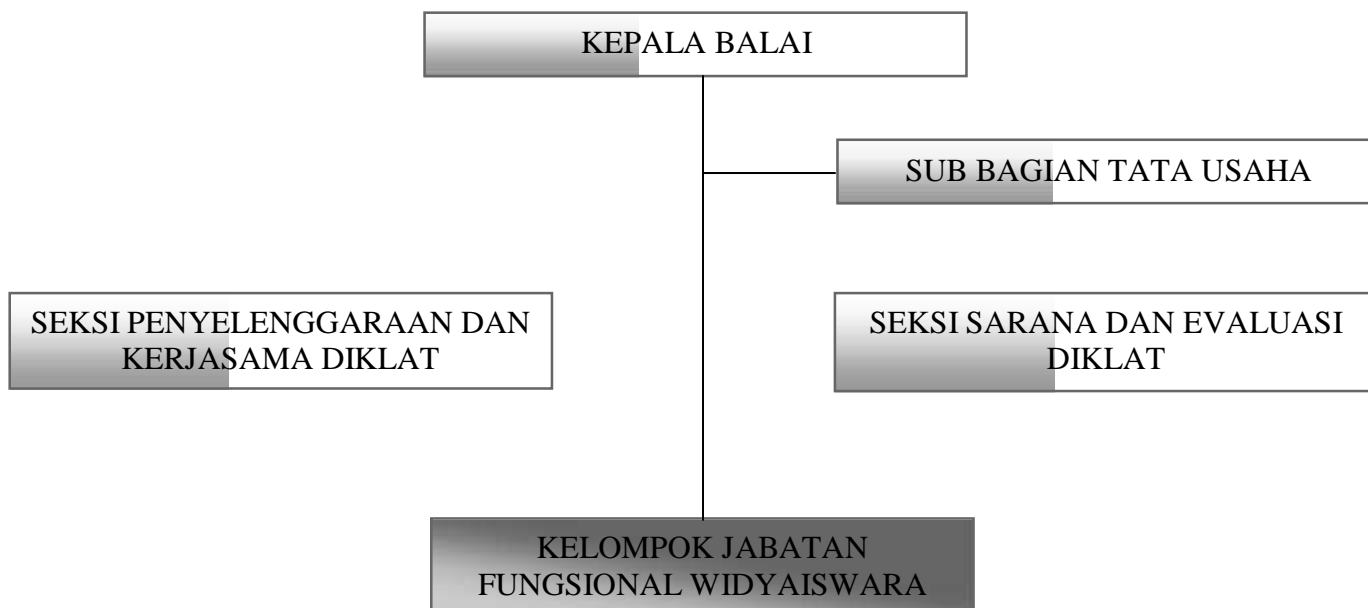 KEPALA BALAI
SUB BAGIAN TATA USAHA
SEKSI PENYELENGGARAAN DAN
KERJASAMA DIKLAT
SEKSI SARANA DAN EVALUASI
DIKLAT
KELOMPOK JABATAN
FUNGSIONAL WIDYAISWARA